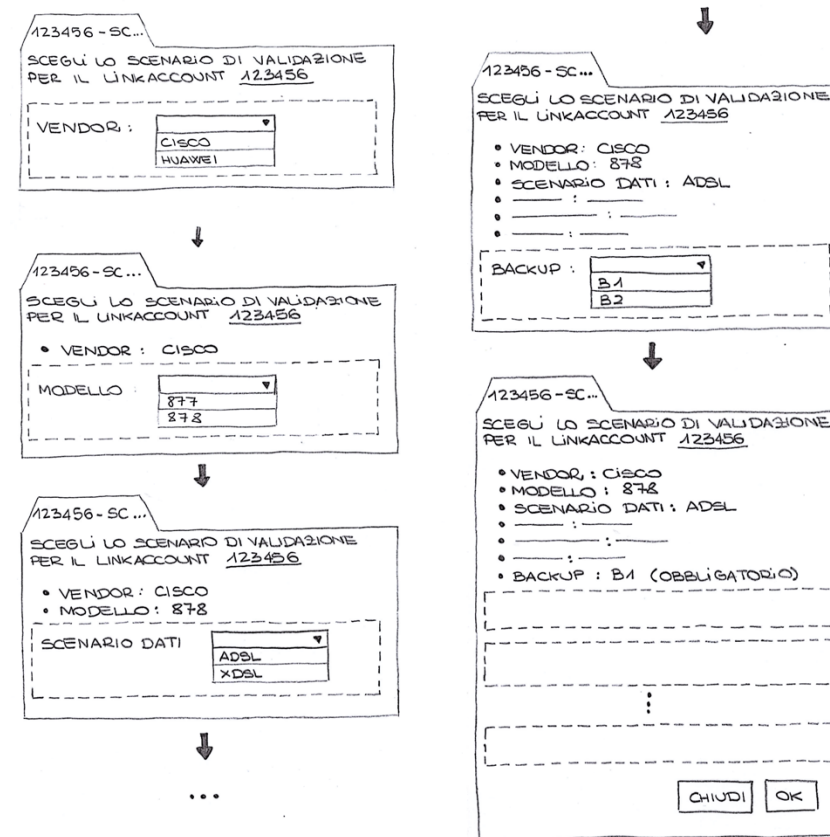 123456-SC...
SCEGLI LO SCENARIO DI VALIDAZIONE
PER IL LINKACCOUNT 123456
VENDOR:
CISCO
HUAWEI
123456-SC...
SCEGLI LO SCENARIO DI VALIDAZIONE
PER IL LINKACCOUNT 123456
• VENDOR: CISCO
MODELLO:
877
878
123456-SC...
SCEGLI LO SCENARIO DI VALIDAZIONE
PER IL LINKACCOUNT 123456
• VENDOR: CISCO
• MODELLO: 878
SCENARIO DATI
ADSL
XDSL
...
123456-SC...
SCEGLI LO SCENARIO DI VALIDAZIONE
PER IL LINKACCOUNT 123456
• VENDOR: CISCO
• MODELLO: 878
• SCENARIO DATI: ADSL
BACKUP:
B1
B2
123456-SC...
SCEGLI LO SCENARIO DI VALIDAZIONE
PER IL LINKACCOUNT 123456
• VENDOR: CISCO
• MODELLO: 878
• SCENARIO DATI: ADSL
• BACKUP: B1 (OBBLIGATORIO)
CHIUDI
OK